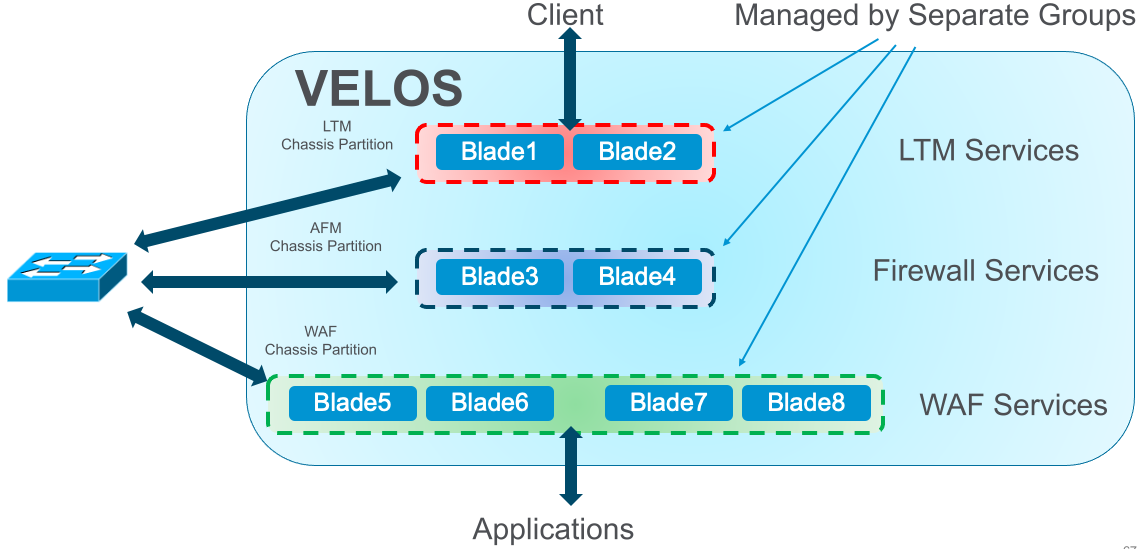 Client
Managed by Separate Groups
VELOS
LTM
Chassis Partition
Blade1
Blade2
LTM Services
AFM
Chassis Partition
Blade3
Blade4
Firewall Services
WAF
Chassis Partition
Blade5
Blade6
Blade7
Blade8
WAF Services
Applications